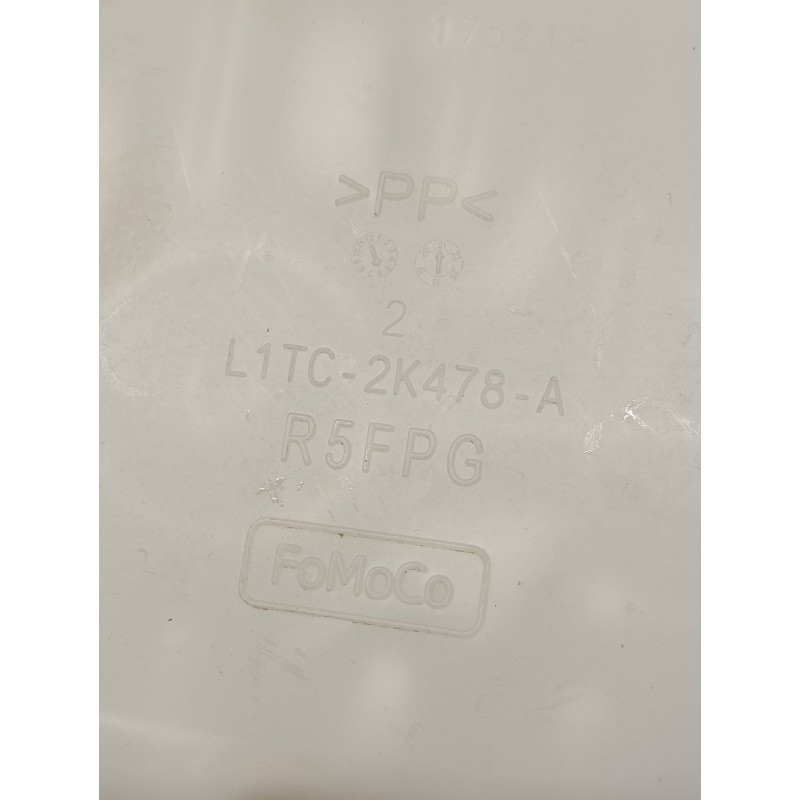 >PP<
2
L1TC-2K478-A
R5FPG
FoMoCo